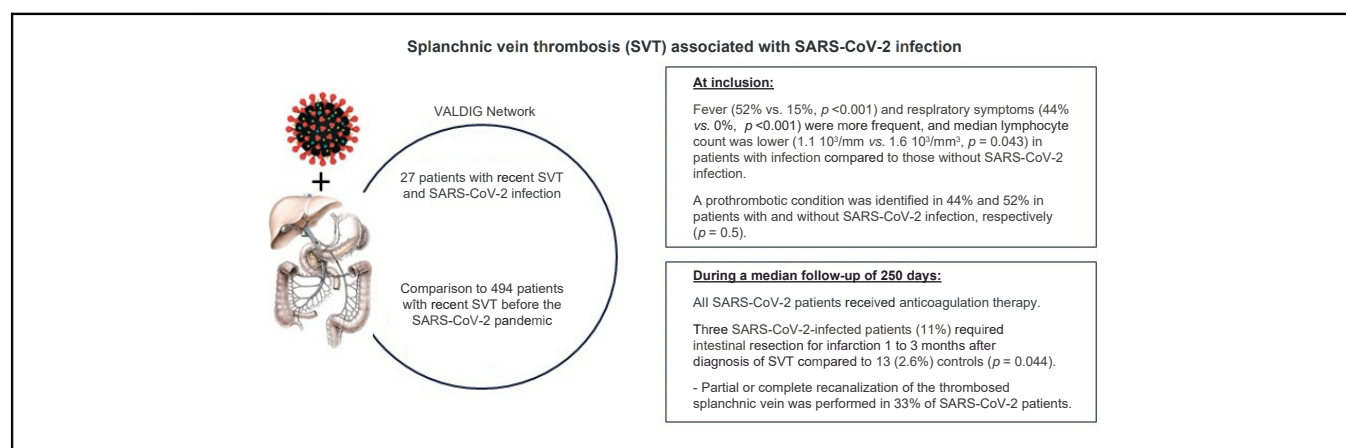 Splanchnic vein thrombosis (SVT) associated with SARS-CoV-2 infection
VALDIG Network
+
27 patients with recent SVT
and SARS-CoV-2 infection
Comparison to 494 patients
with recent SVT before the
SARS-CoV-2 pandemic
At inclusion:
Fever (52% vs. 15%, p <0.001) and respiratory symptoms (44%
vs. 0%, p <0.001) were more frequent, and median lymphocyte
count was lower (1.1 10³/mm vs. 1.6 10³/mm³, p = 0.043) in
patients with infection compared to those without SARS-CoV-2
infection.
A prothrombotic condition was identified in 44% and 52% in
patients with and without SARS-CoV-2 infection, respectively
(p = 0.5).
During a median follow-up of 250 days:
All SARS-CoV-2 patients received anticoagulation therapy.
Three SARS-CoV-2-infected patients (11%) required
intestinal resection for infarction 1 to 3 months after
diagnosis of SVT compared to 13 (2.6%) controls (p = 0.044).
- Partial or complete recanalization of the thrombosed
splanchnic vein was performed in 33% of SARS-CoV-2 patients.